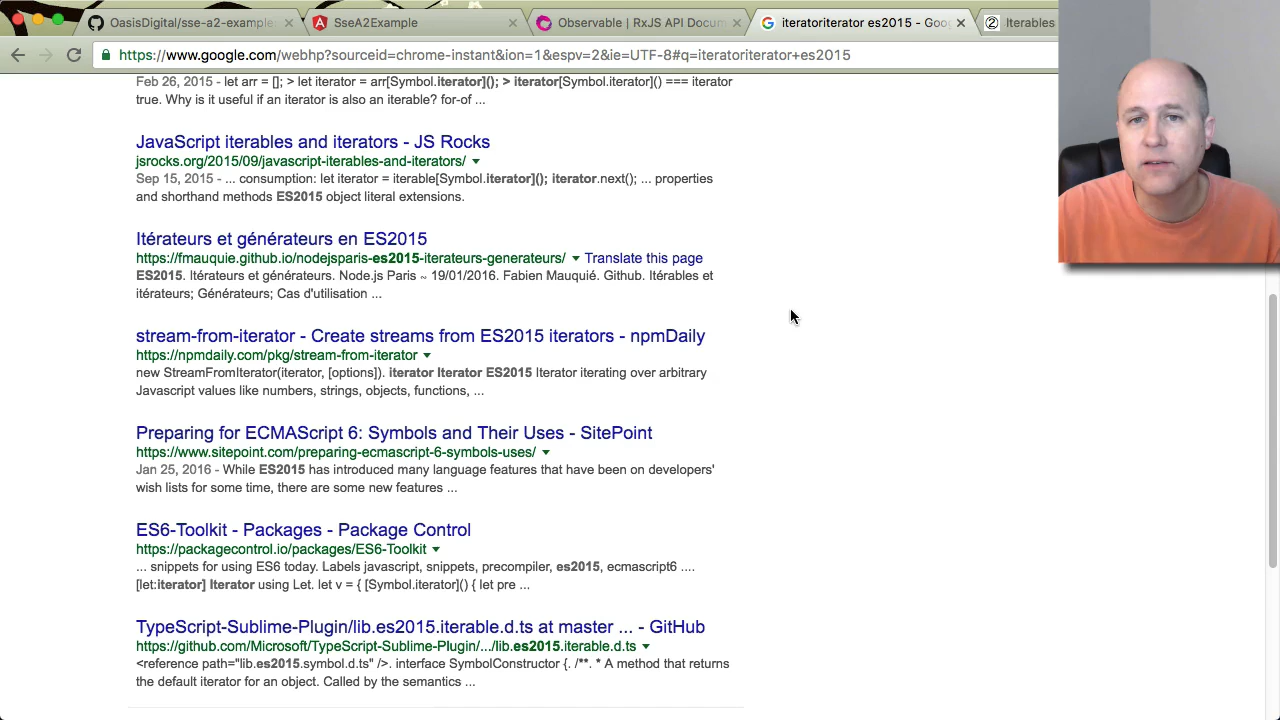 OasisDigital/sse-a2-example
SseA2Example
Observable | RxJS API Docum
iteratoriterator es2015 - Goo
Iterables
https://www.google.com/webhp?sourceid=chrome-instant&ion=1&espv=2&ie=UTF-8#q=iteratoriterator+es2015
Feb 26, 2015 - let arr = []; > let iterator = arr[Symbol.iterator](); > iterator[Symbol.iterator]() === iterator
true. Why is it useful if an iterator is also an iterable? for-of ...
JavaScript iterables and iterators - JS Rocks
jsrocks.org/2015/09/javascript-iterables-and-iterators/
Sep 15, 2015 - ... consumption: let iterator = iterable[Symbol.iterator](); iterator.next(); ... properties
and shorthand methods ES2015 object literal extensions.
Itérateurs et générateurs en ES2015
https://fmauquie.github.io/nodejsparis-es2015-iterateurs-generateurs/ Translate this page
ES2015. Itérateurs et générateurs. Node.js Paris ~ 19/01/2016. Fabien Mauquié. Github. Itérables et
itérateurs; Générateurs; Cas d'utilisation ...
stream-from-iterator - Create streams from ES2015 iterators - npmDaily
https://npmdaily.com/pkg/stream-from-iterator
new StreamFromIterator(iterator, [options]). iterator Iterator ES2015 Iterator iterating over arbitrary
Javascript values like numbers, strings, objects, functions, ...
Preparing for ECMAScript 6: Symbols and Their Uses - SitePoint
https://www.sitepoint.com/preparing-ecmascript-6-symbols-uses/
Jan 25, 2016 - While ES2015 has introduced many language features that have been on developers'
wish lists for some time, there are some new features ...
ES6-Toolkit - Packages - Package Control
https://packagecontrol.io/packages/ES6-Toolkit
... snippets for using ES6 today. Labels javascript, snippets, precompiler, es2015, ecmascript6 ....
[let:iterator] Iterator using Let. let v = { [Symbol.iterator]() { let pre ...
TypeScript-Sublime-Plugin/lib.es2015.iterable.d.ts at master ... - GitHub
https://github.com/Microsoft/TypeScript-Sublime-Plugin/.../lib.es2015.iterable.d.ts
<reference path="lib.es2015.symbol.d.ts" />. interface SymbolConstructor {. /**. * A method that returns
the default iterator for an object. Called by the semantics ...